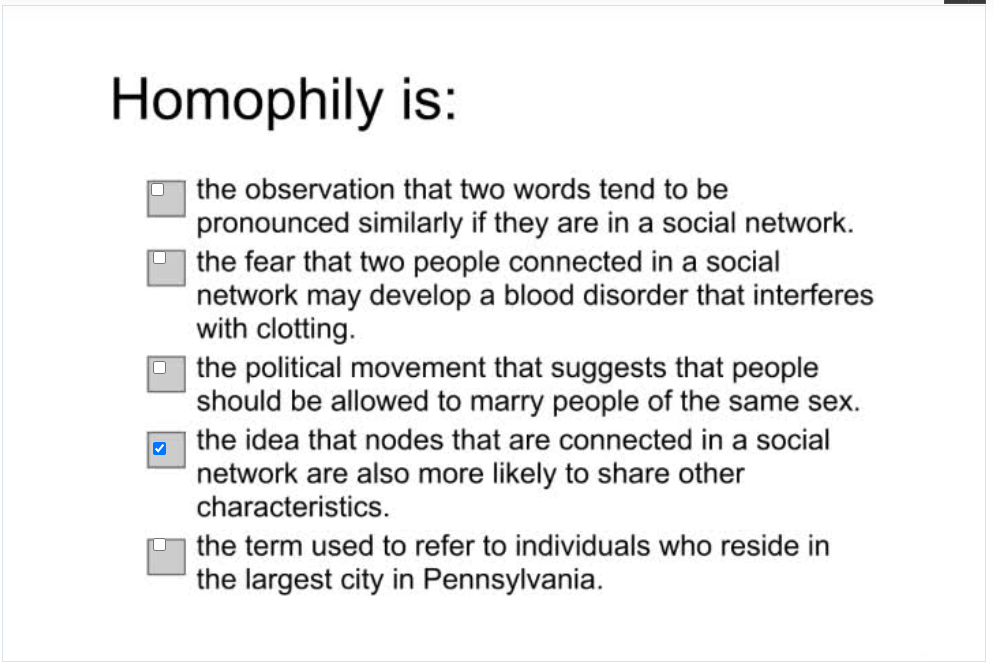 Homophily is:
the observation that two words tend to be
pronounced similarly if they are in a social network.
the fear that two people connected in a social
network may develop a blood disorder that interferes
with clotting.
the political movement that suggests that people
should be allowed to marry people of the same sex.
the idea that nodes that are connected in a social
network are also more likely to share other
characteristics.
the term used to refer to individuals who reside in
the largest city in Pennsylvania.